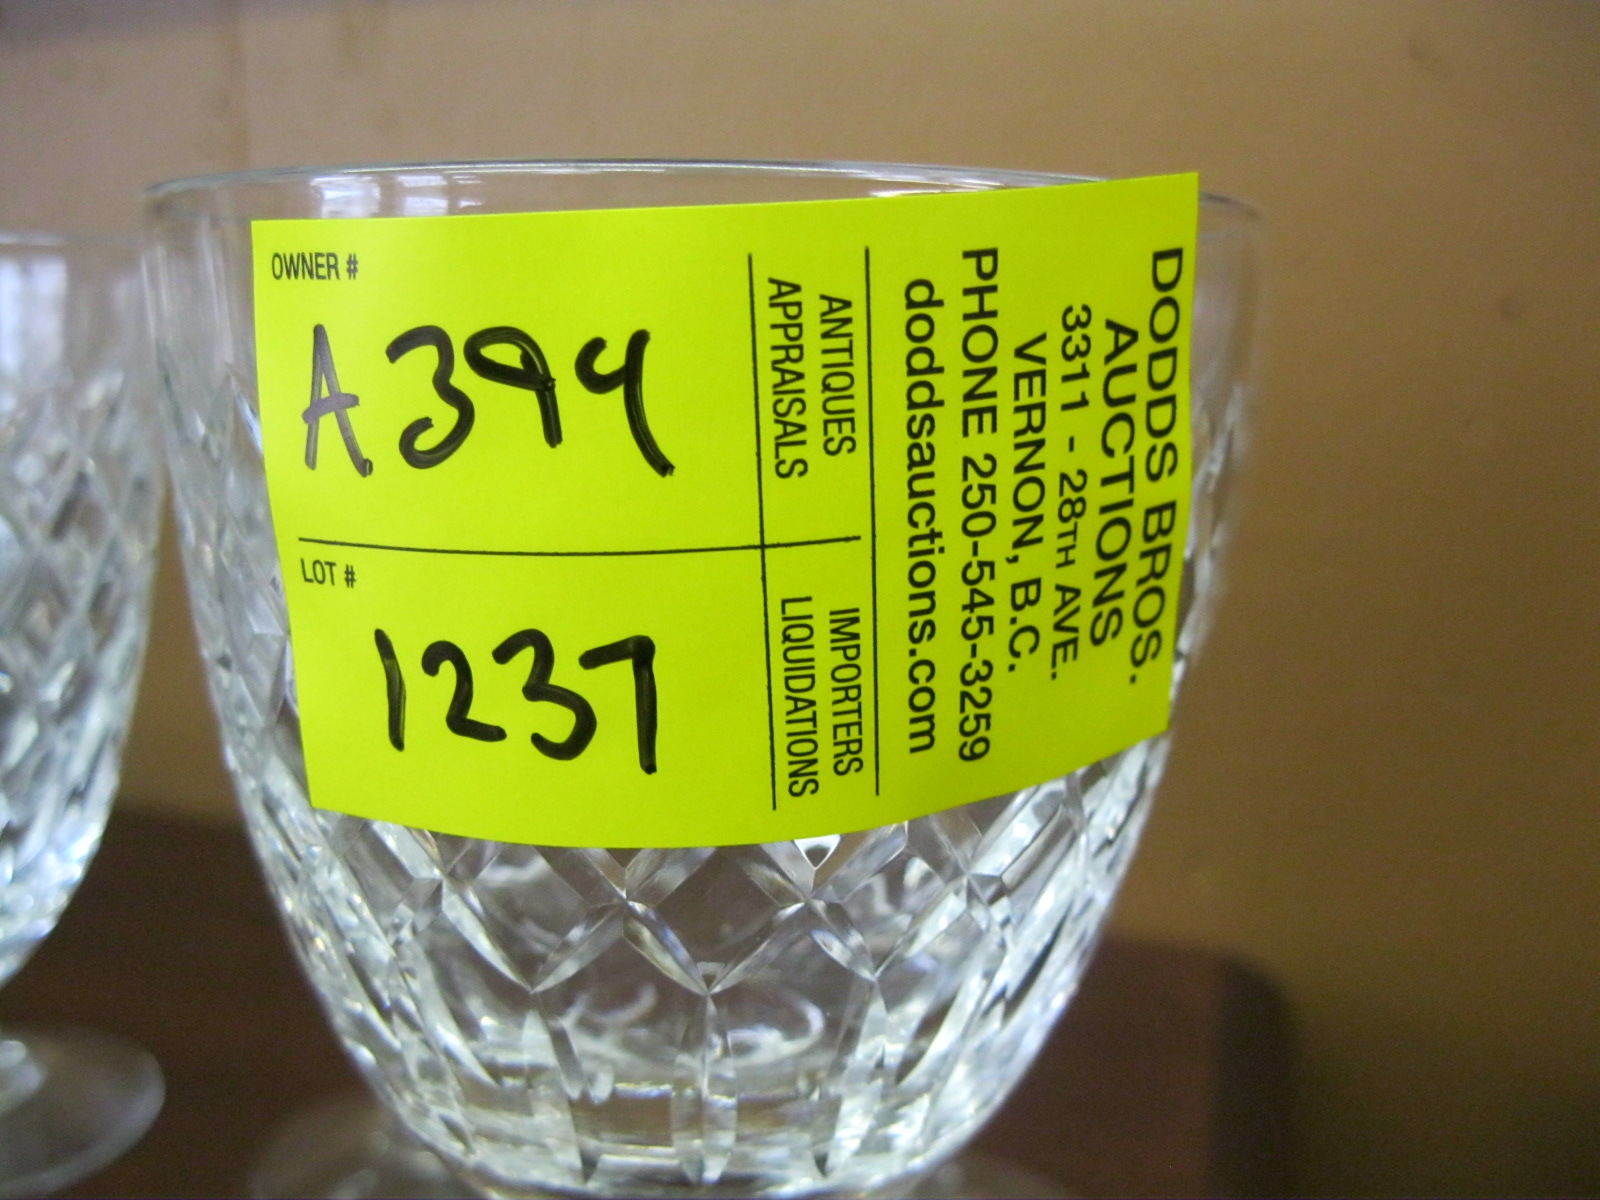 OWNER #
A394
LOT #
1237
ANTIQUES
APPRAISALS
IMPORTERS
LIQUIDATIONS
DODDS BROS.
AUCTIONS
3311 - 28TH AVE.
VERNON, B.C.
PHONE 250-545-3259
doddsauctions.com